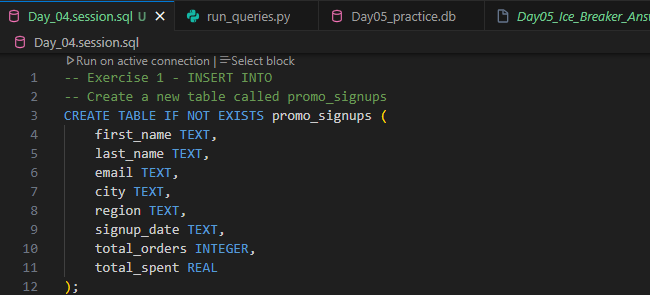 Day_04.session.sql U
run_queries.py
Day05_practice.db
Day05_Ice_Breaker_Ans
Day_04.session.sql
Run on active connection | Select block
1 -- Exercise 1 - INSERT INTO
2 -- Create a new table called promo_signups
3 CREATE TABLE IF NOT EXISTS promo_signups (
4     first_name TEXT,
5     last_name TEXT,
6     email TEXT,
7     city TEXT,
8     region TEXT,
9     signup_date TEXT,
10     total_orders INTEGER,
11     total_spent REAL
12 );